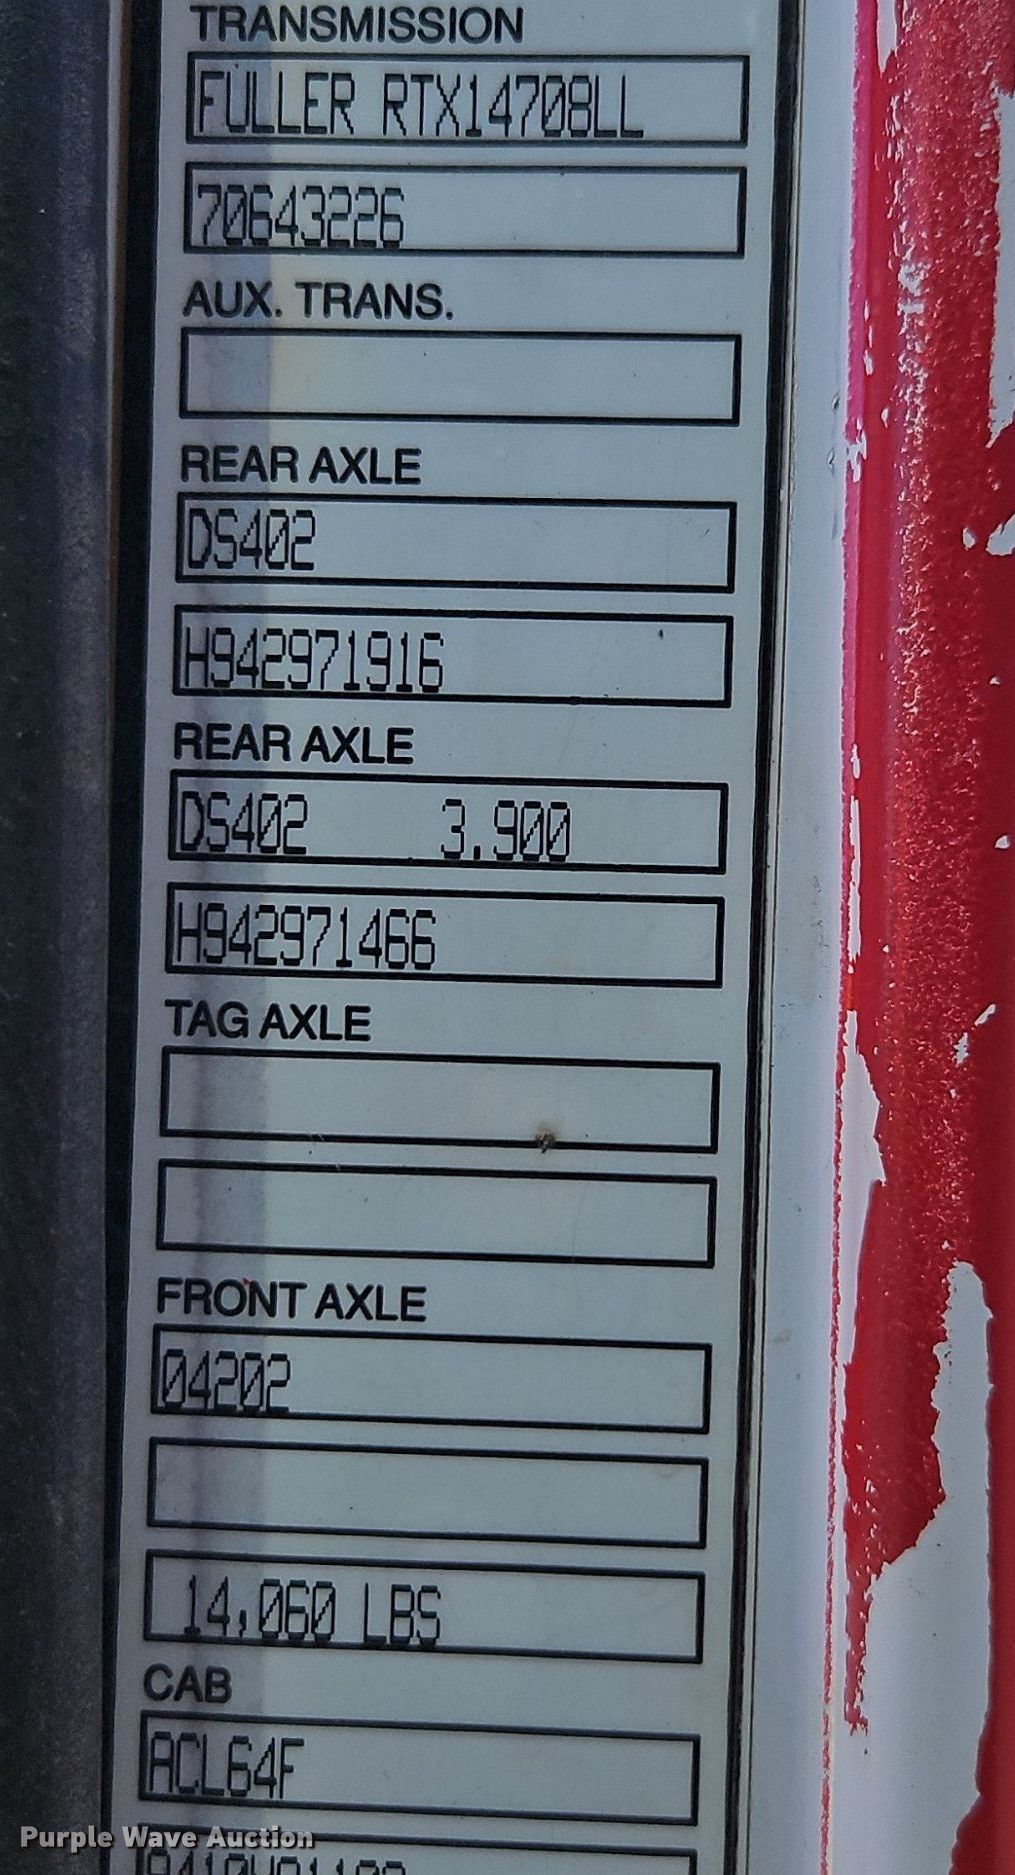 TRANSMISSION
FULLER RTX14708LL
70643226
AUX. TRANS.
REAR AXLE
DS402
H942971916
REAR AXLE
DS402 3.900
H942971466
TAG AXLE
FRONT AXLE
04202
14,060 LBS
CAB
ACL64F
Purple Wave Auction